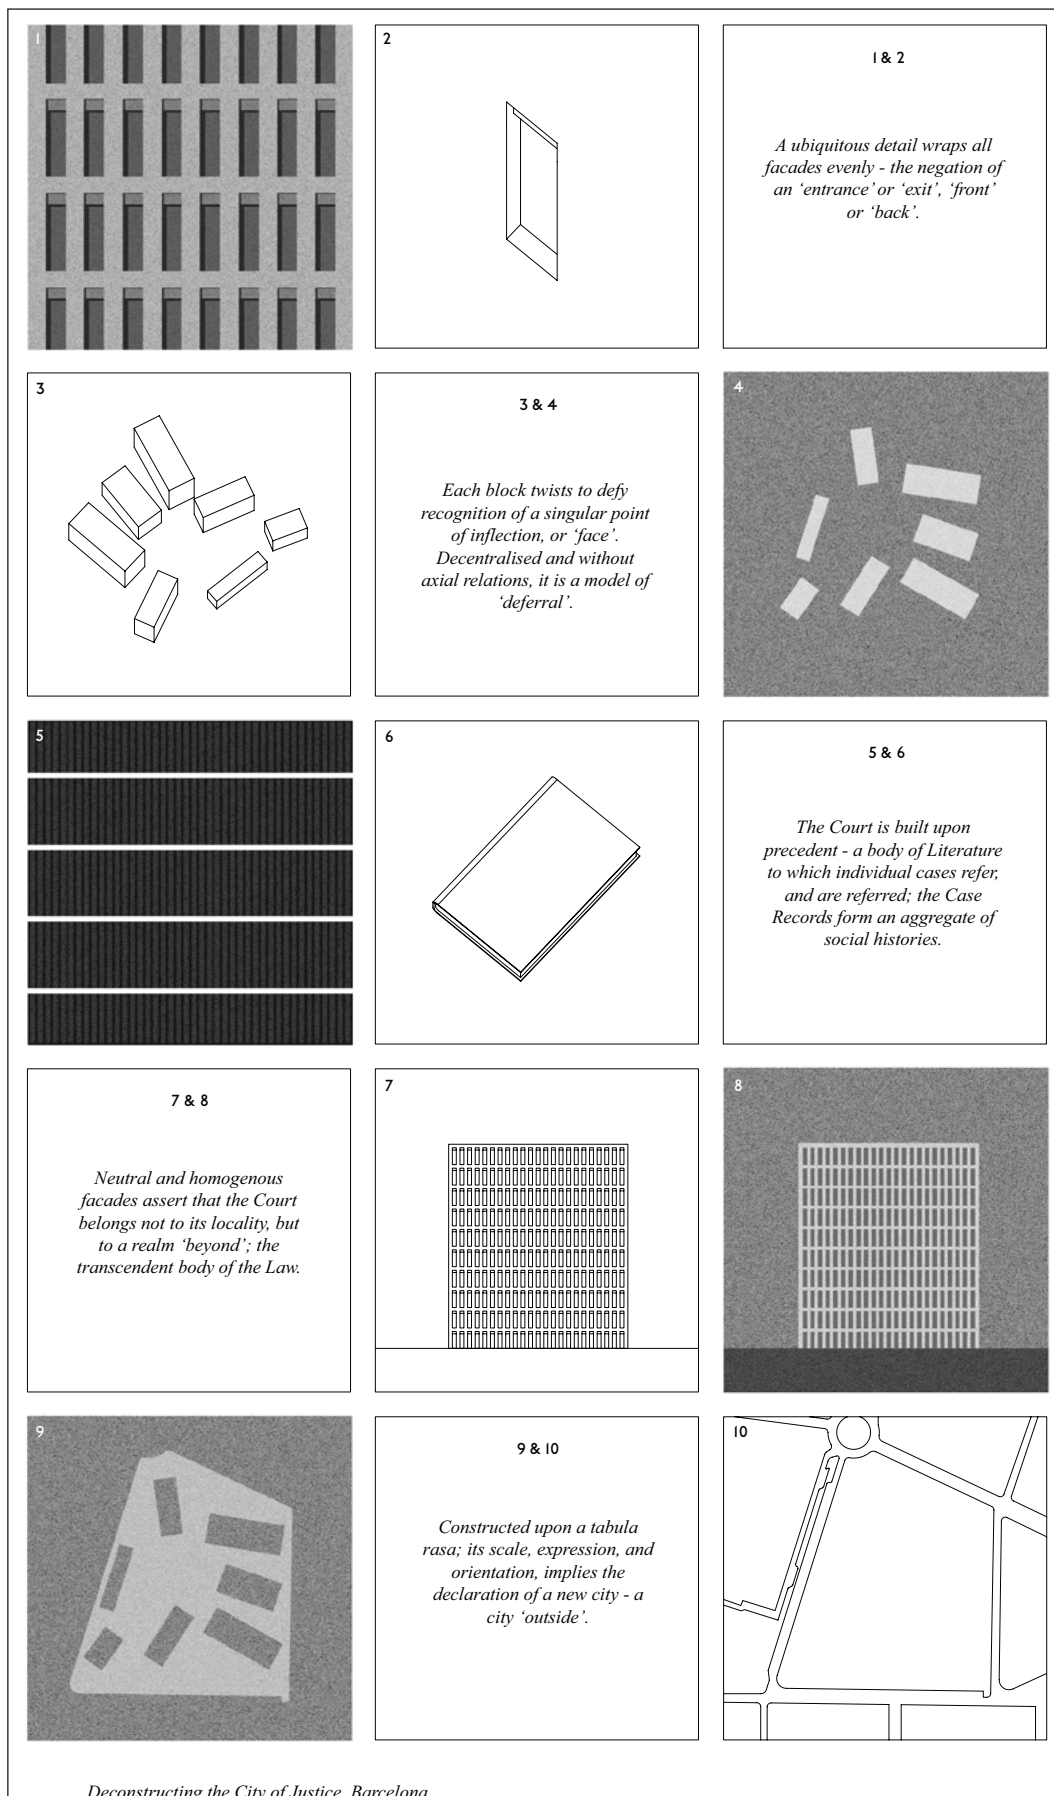 1
2
1 & 2
A ubiquitous detail wraps all
facades evenly - the negation of
an ‘entrance’ or ‘exit’, ‘front’
or ‘back’.
3
3 & 4
Each block twists to defy
recognition of a singular point
of inflection, or ‘face’.
Decentralised and without
axial relations, it is a model of
‘deferral’.
4
5
6
5 & 6
The Court is built upon
precedent - a body of Literature
to which individual cases refer,
and are referred; the Case
Records form an aggregate of
social histories.
7 & 8
Neutral and homogenous
facades assert that the Court
belongs not to its locality, but
to a realm ‘beyond’; the
transcendent body of the Law.
7
8
9
9 & 10
Constructed upon a tabula
rasa; its scale, expression, and
orientation, implies the
declaration of a new city - a
city ‘outside’.
10
Deconstructing the City of Justice, Barcelona